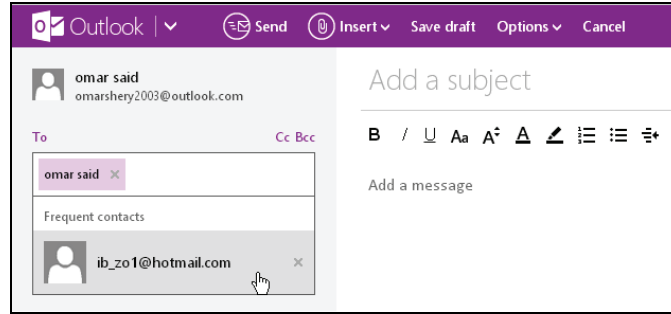 Outlook Send Insert Save draft Options Cancel
omar said
omarshery2003@outlook.com
Add a subject
To Cc Bcc
B / U Aa A A
omar said ×
Add a message
Frequent contacts
ib_zo1@hotmail.com ×